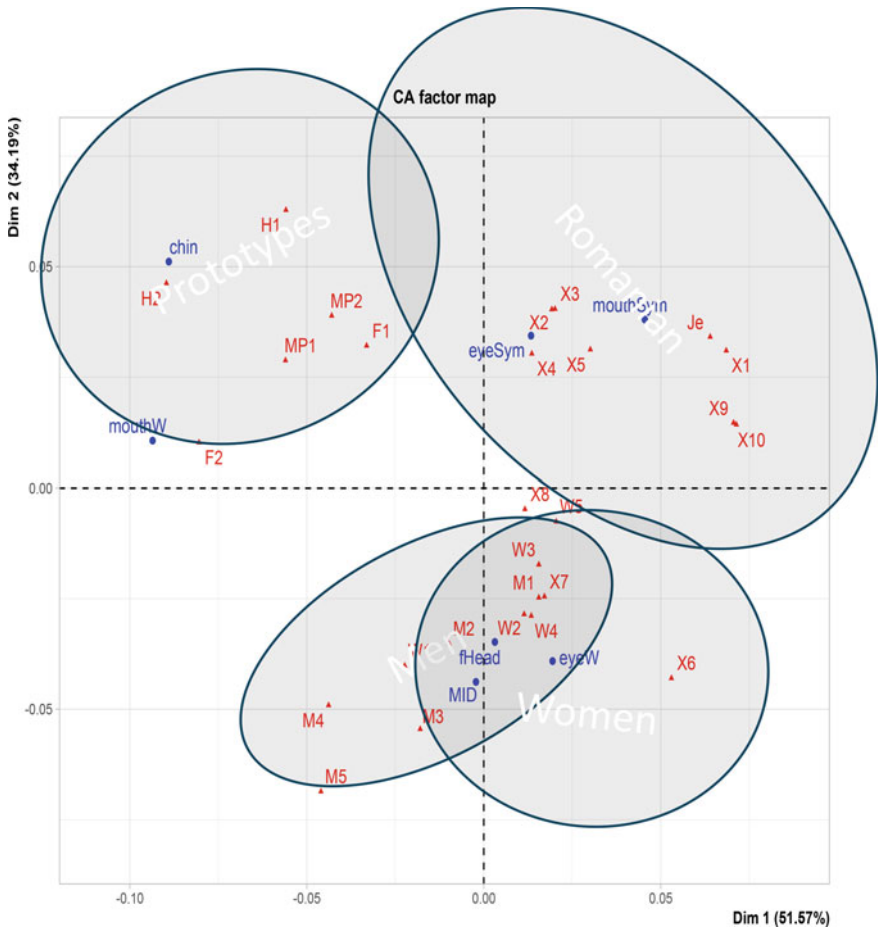 CA factor map
Dim 2 (34.19%)
H1
chin
Prototypes
Romanian
H2
MP2
F1
MP1
X3
mouthSym
X2
Je
eyeSym
X4
X5
X1
X9
X10
mouthW
F2
X8
W5
W3
M1
X7
M2
W2
W4
Men
fHead
eyeW
X6
MID
Women
M4
M3
M5
0.05
0.00
-0.05
-0.10
-0.05
0.00
0.05
Dim 1 (51.57%)